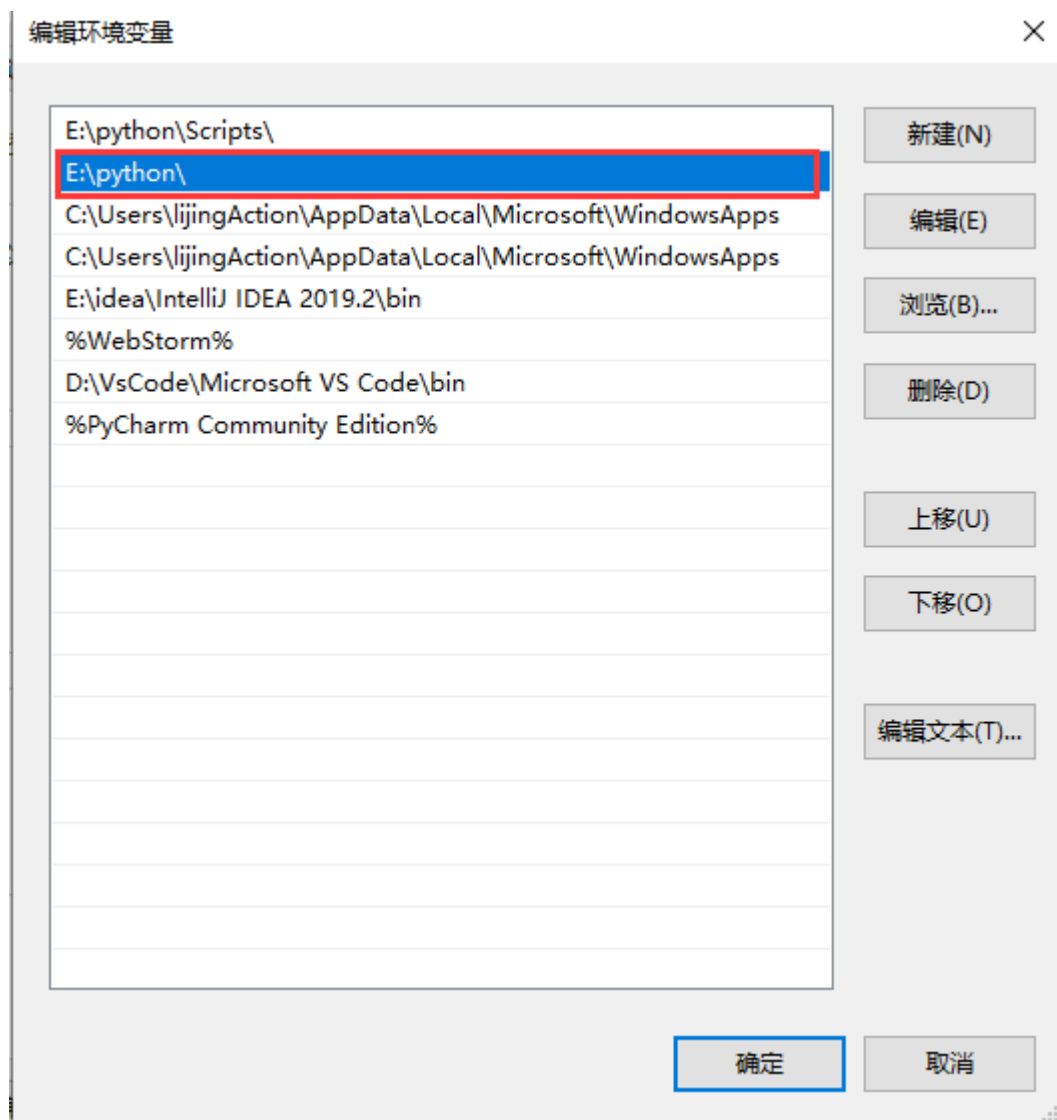 编辑环境变量
E:\python\Scripts\
新建(N)
E:\python\
C:\Users\lijingAction\AppData\Local\Microsoft\WindowsApps
编辑(E)
C:\Users\lijingAction\AppData\Local\Microsoft\WindowsApps
E:\idea\IntelliJ IDEA 2019.2\bin
浏览(B)...
%WebStorm%
D:\VsCode\Microsoft VS Code\bin
删除(D)
%PyCharm Community Edition%
上移(U)
下移(O)
编辑文本(T)...
确定
取消